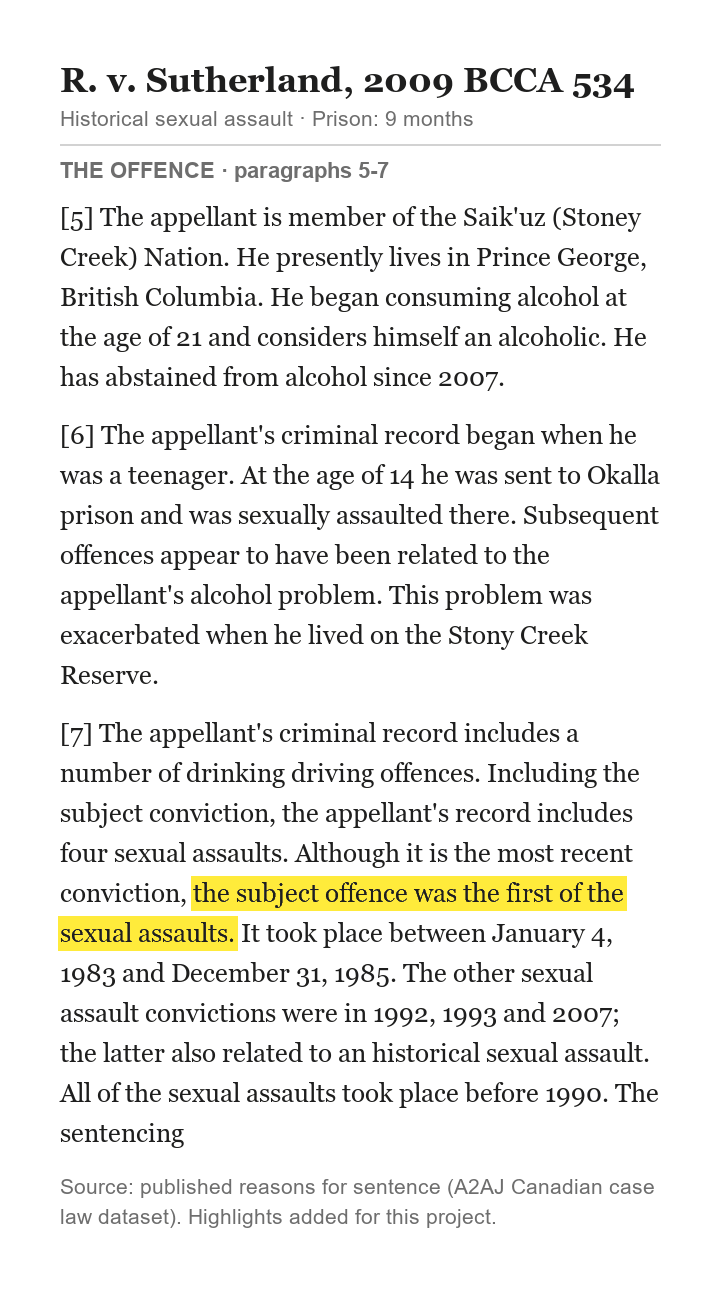 R. v. Sutherland, 2009 BCCA 534
Historical sexual assault · Prison: 9 months
THE OFFENCE · paragraphs 5-7
[5] The appellant is member of the Saik'uz (Stoney
Creek) Nation. He presently lives in Prince George,
British Columbia. He began consuming alcohol at
the age of 21 and considers himself an alcoholic. He
has abstained from alcohol since 2007.
[6] The appellant's criminal record began when he
was a teenager. At the age of 14 he was sent to Okalla
prison and was sexually assaulted there. Subsequent
offences appear to have been related to the
appellant's alcohol problem. This problem was
exacerbated when he lived on the Stony Creek
Reserve.
[7] The appellant's criminal record includes a
number of drinking driving offences. Including the
subject conviction, the appellant's record includes
four sexual assaults. Although it is the most recent
conviction, the subject offence was the first of the
sexual assaults. It took place between January 4,
1983 and December 31, 1985. The other sexual
assault convictions were in 1992, 1993 and 2007;
the latter also related to an historical sexual assault.
All of the sexual assaults took place before 1990. The
sentencing
Source: published reasons for sentence (A2AJ Canadian case
law dataset). Highlights added for this project.